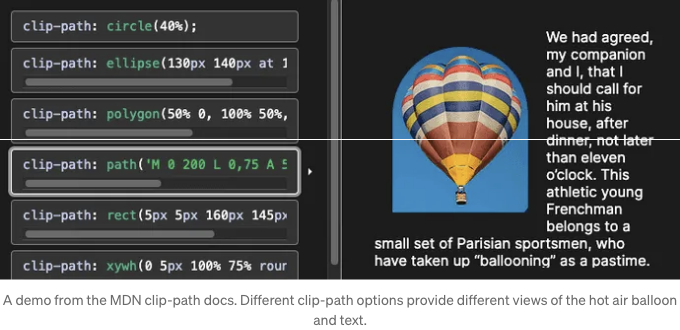 clip-path: circle(40%);
clip-path: ellipse(130px 140px at 1
clip-path: polygon(50% 0, 100% 50%,
clip-path: path('M 0 200 L 0,75 A 5
clip-path: rect(5px 5px 160px 145px
clip-path: xywh(0 5px 100% 75% roun
We had agreed,
my companion
and I, that I
should call for
him at his
house, after
dinner, not later
than eleven
o’clock. This
athletic young
Frenchman
belongs to a
small set of Parisian sportsmen, who
have taken up “ballooning” as a pastime.
A demo from the MDN clip-path docs. Different clip-path options provide different views of the hot air balloon
and text.